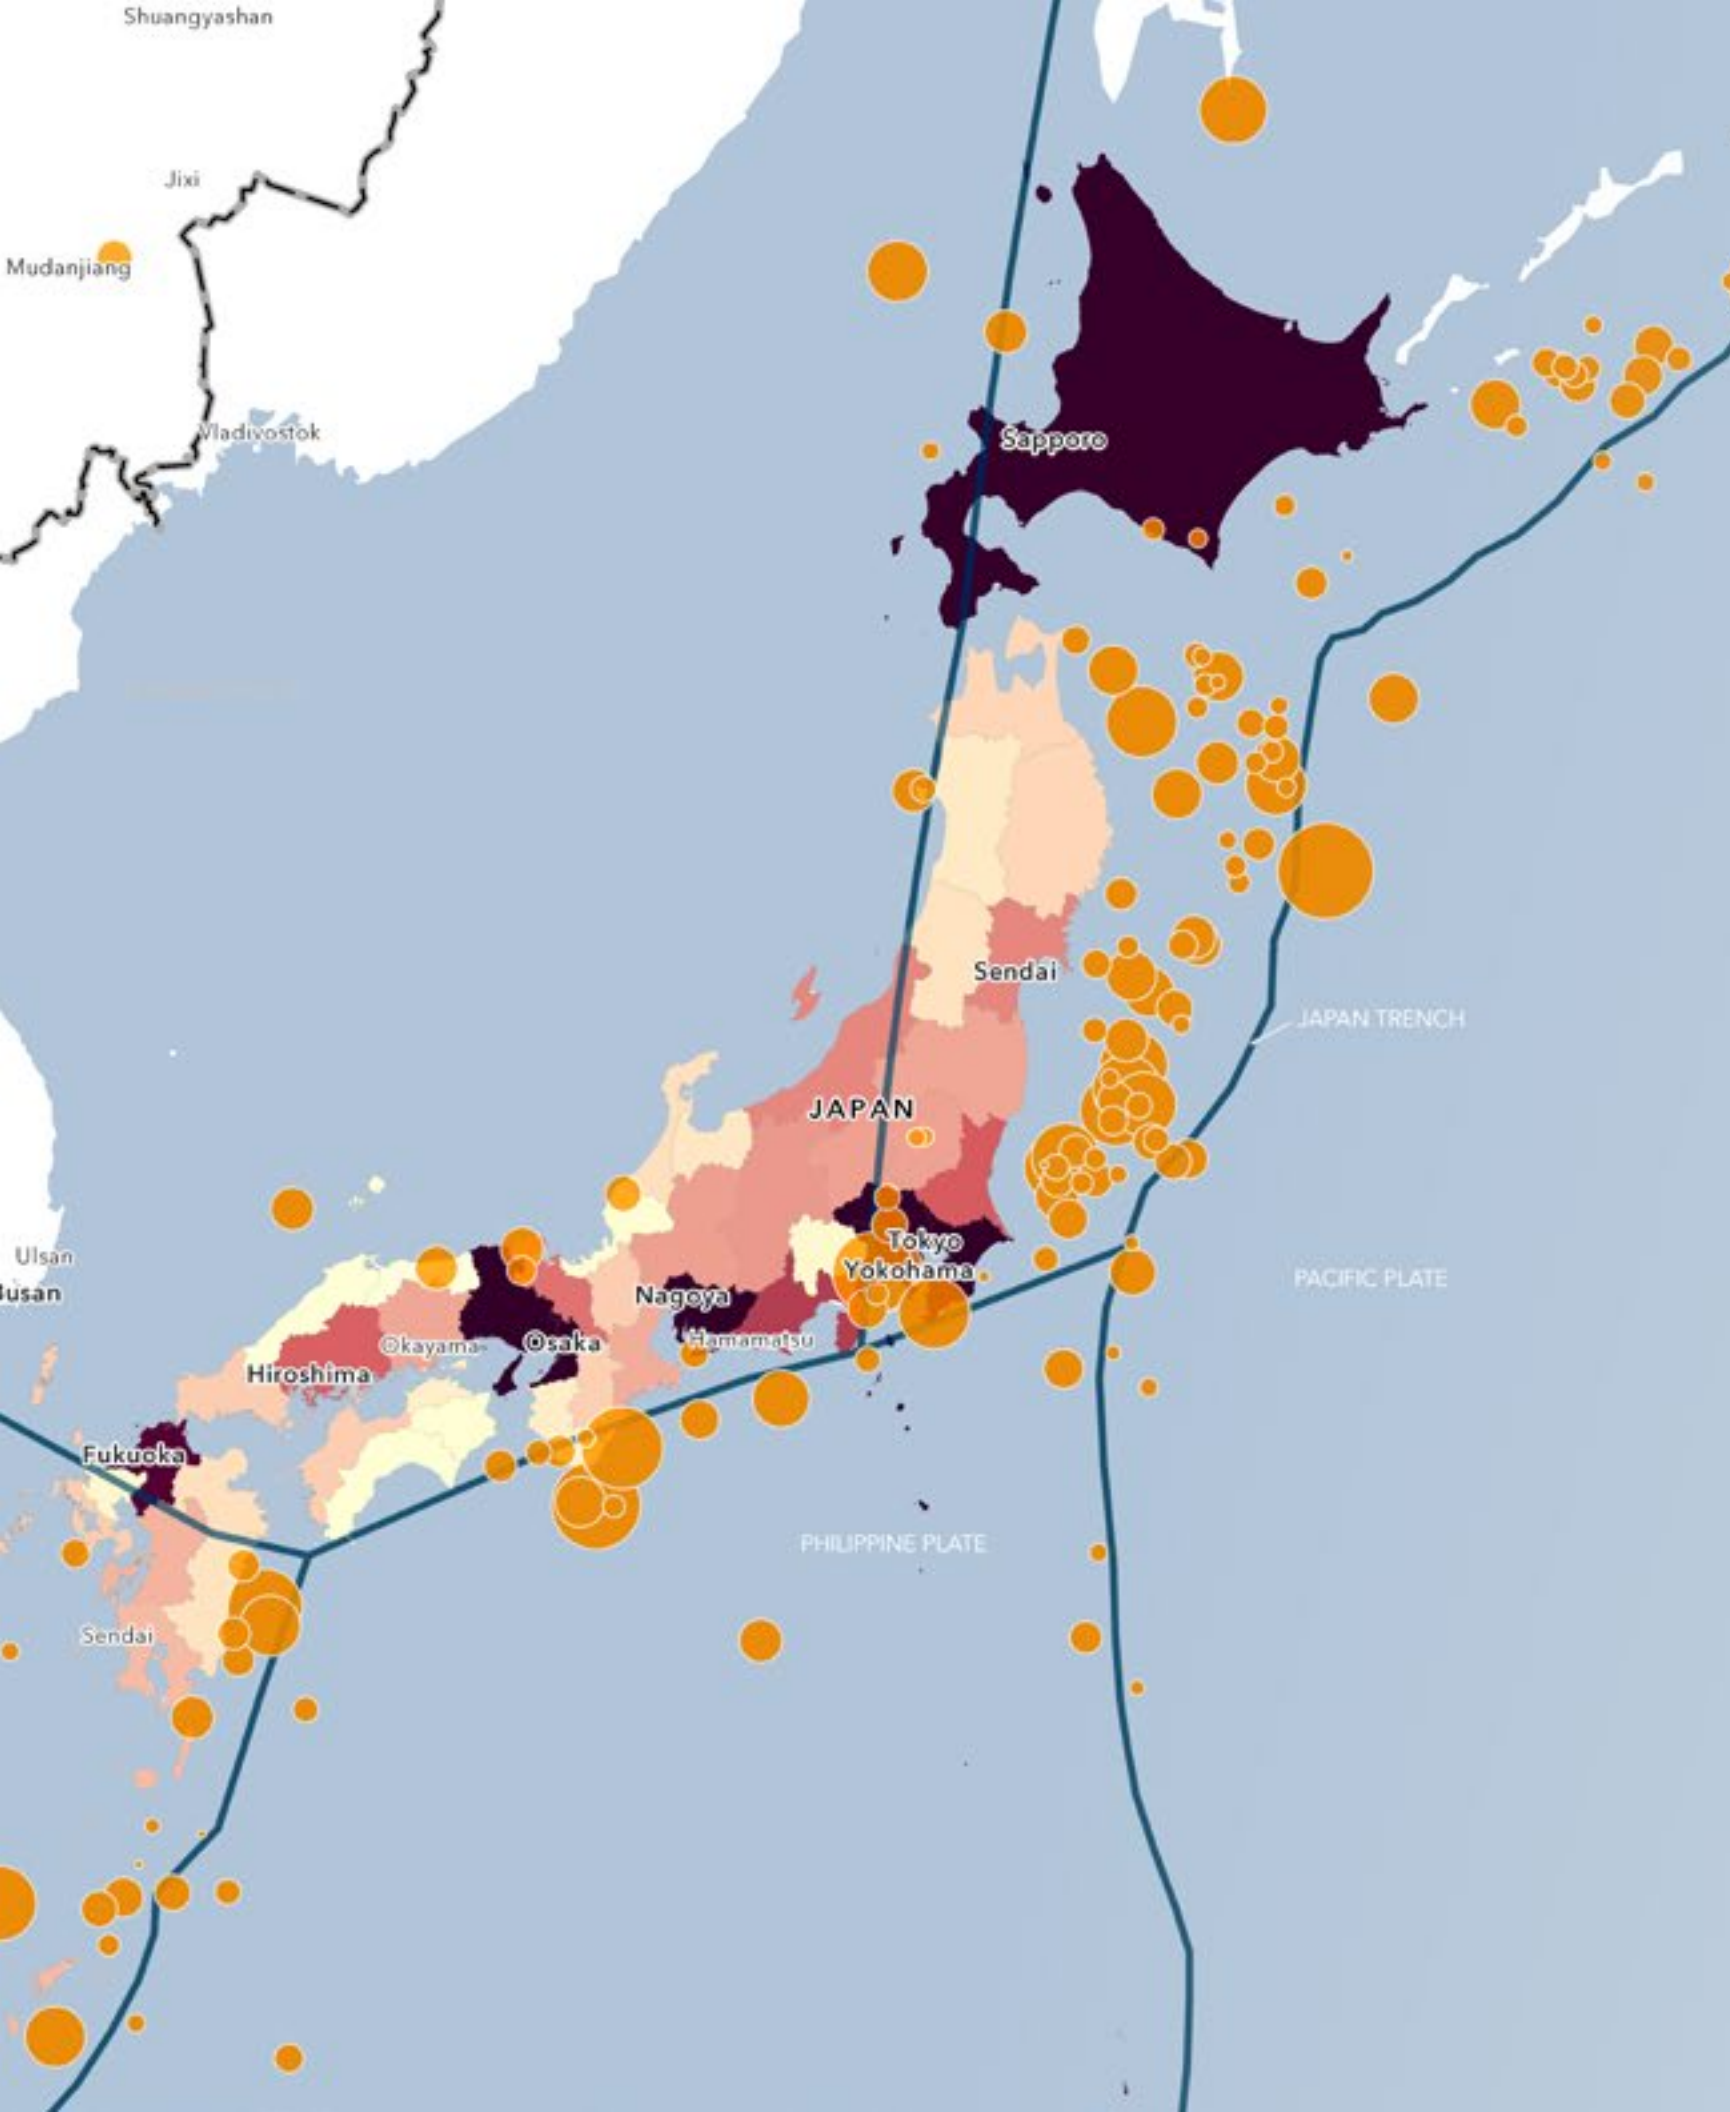 Shuangyashan
Jixi
Mudanjiang
Vladivostok
Sapporo
Sendai
JAPAN TRENCH
JAPAN
Tokyo
Ulsan
Yokohama
PACIFIC PLATE
Busan
Nagoya
Hamamatsu
Okayama
Osaka
Hiroshima
Fukuoka
PHILIPPINE PLATE
Sendai